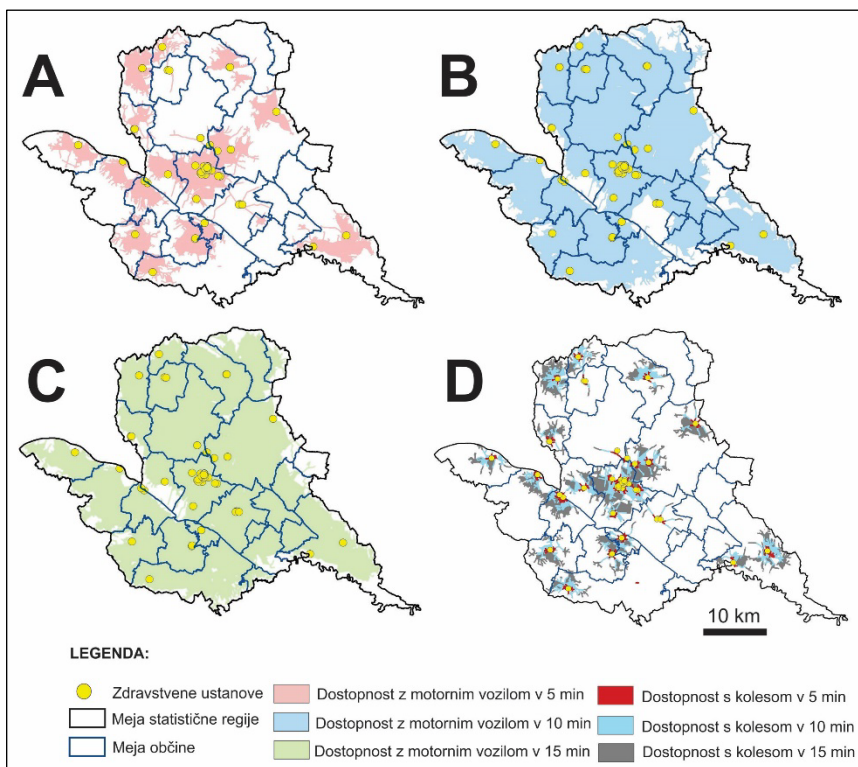 A
B
C
D
10 km
LEGENDA:
Zdravstvene ustanove
Meja statistične regije
Meja občine
Dostopnost z motornim vozilom v 5 min
Dostopnost z motornim vozilom v 10 min
Dostopnost z motornim vozilom v 15 min
Dostopnost s kolesom v 5 min
Dostopnost s kolesom v 10 min
Dostopnost s kolesom v 15 min